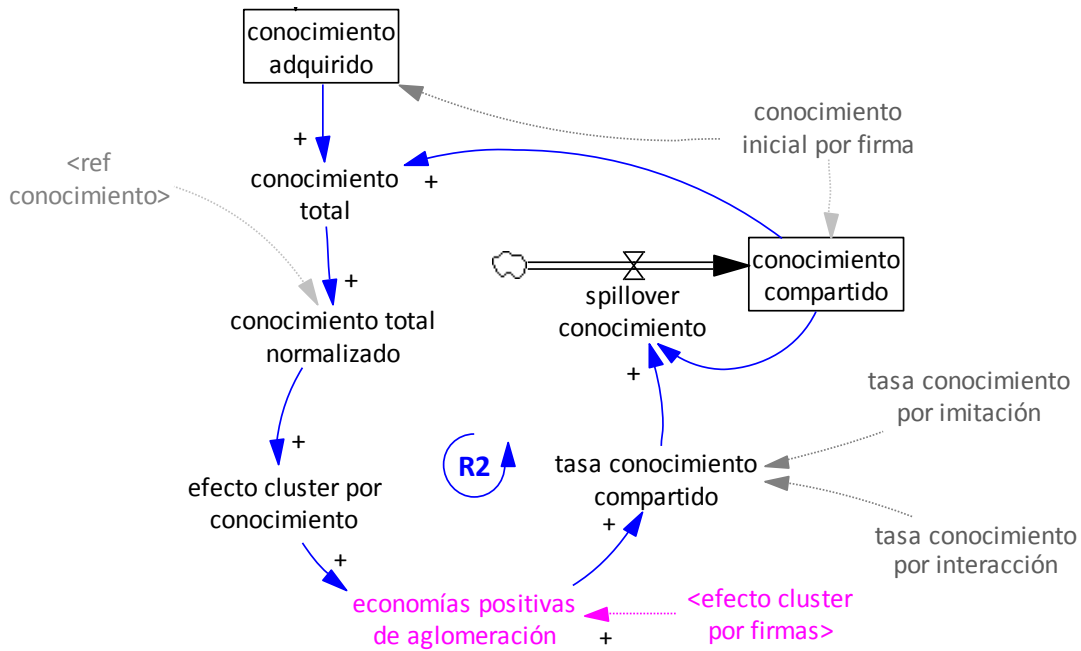 conocimiento
adquirido
conocimiento
inicial por firma
+
<ref
conocimiento>
conocimiento
total
+
+
conocimiento
compartido
spillover
conocimiento
conocimiento total
normalizado
+
tasa conocimiento
por imitación
+
R2
tasa conocimiento
compartido
efecto cluster por
conocimiento
+
tasa conocimiento
por interacción
+
+
economías positivas
de aglomeración
<efecto cluster
por firmas>
+